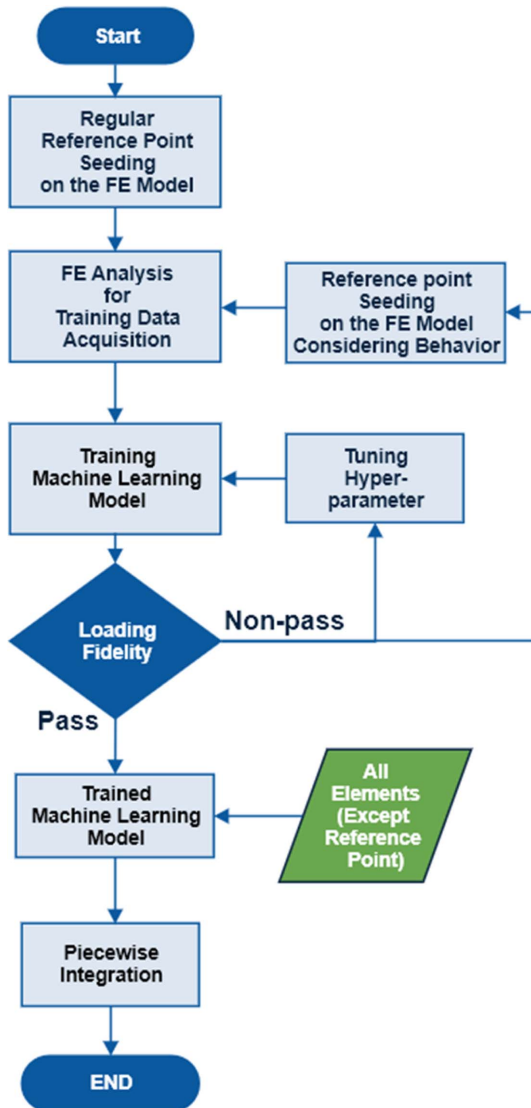 Start
Regular
Reference Point
Seeding
on the FE Model
FE Analysis
for
Training Data
Acquisition
Reference point
Seeding
on the FE Model
Considering Behavior
Training
Machine Learning
Model
Tuning
Hyper-
parameter
Loading
Fidelity
Non-pass
Pass
Trained
Machine Learning
Model
All
Elements
(Except
Reference
Point)
Piecewise
Integration
END